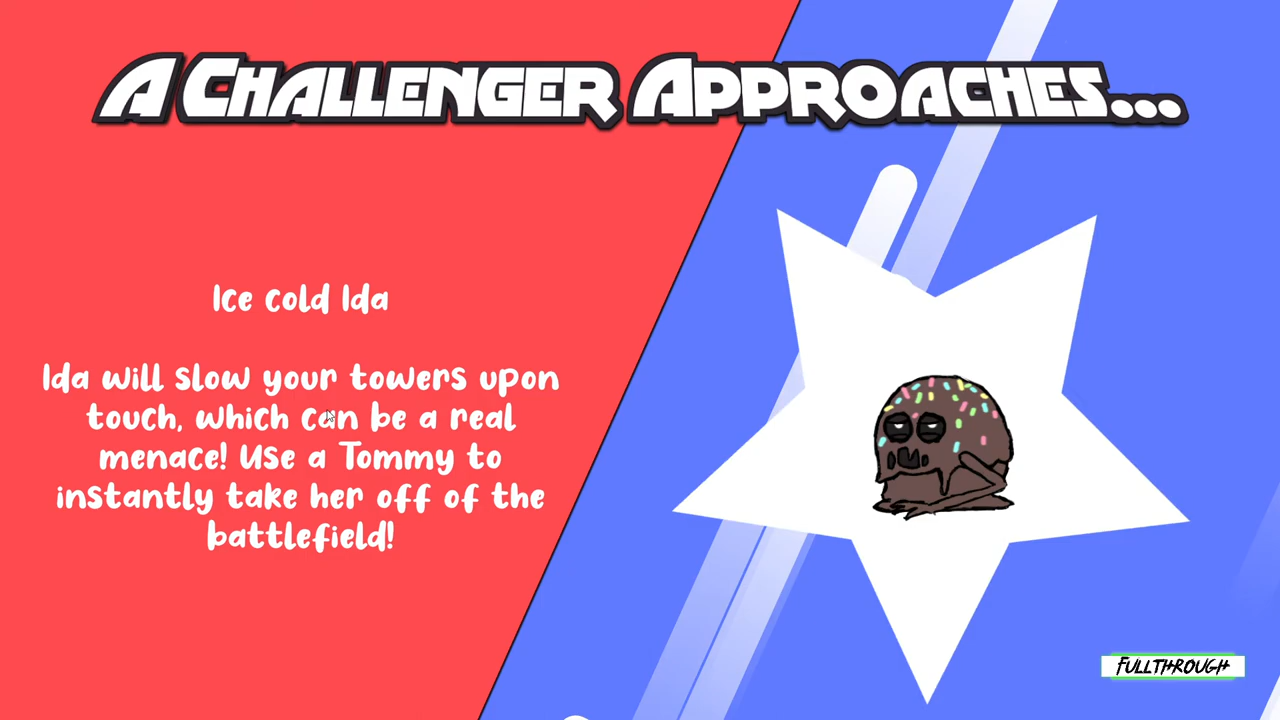 A Challenger Approaches...
Ice cold Ida
Ida will slow your towers upon
touch, which can be a real
menace! Use a Tommy to
instantly take her off of the
battlefield!
FULLTHROUGH